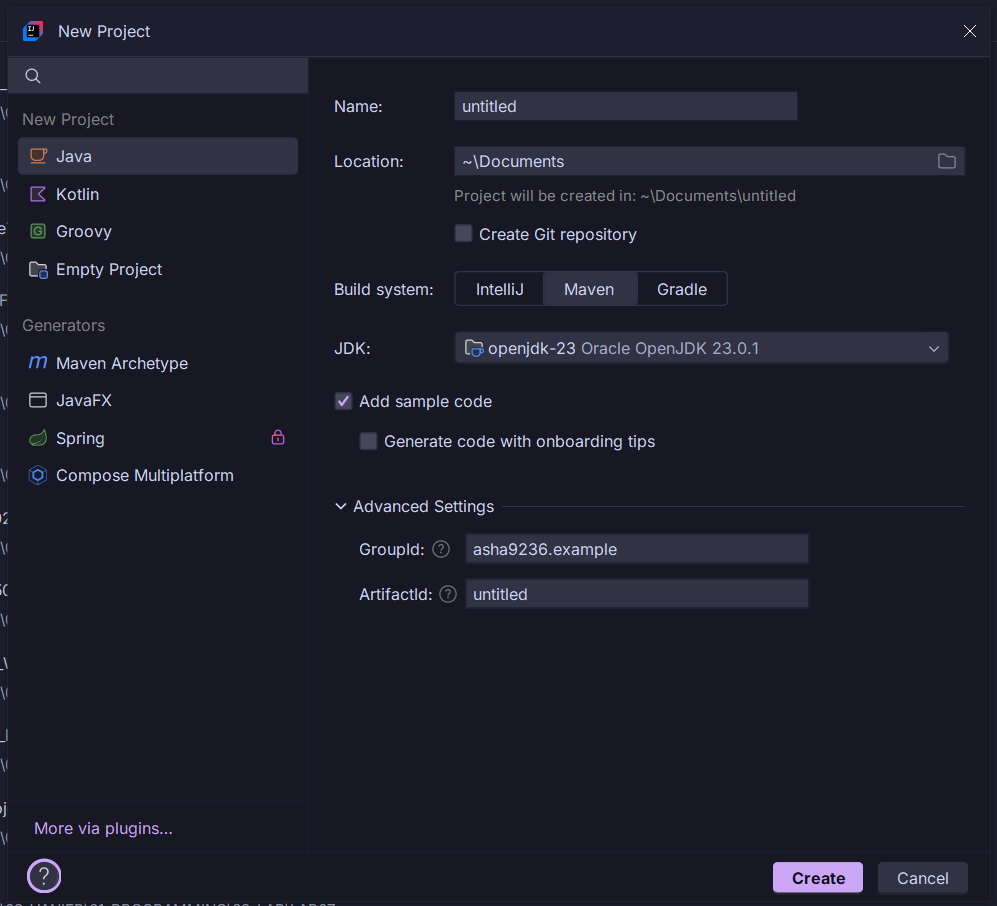 New Project
New Project
Java
Kotlin
Groovy
Empty Project
Generators
Maven Archetype
JavaFX
Spring
Compose Multiplatform
More via plugins...
Name: untitled
Location: ~\Documents
Project will be created in: ~\Documents\untitled
Create Git repository
Build system: IntelliJ Maven Gradle
JDK: openjdk-23 Oracle OpenJDK 23.0.1
Add sample code
Generate code with onboarding tips
Advanced Settings
GroupId: ? asha9236.example
ArtifactId: ? untitled
? Create Cancel